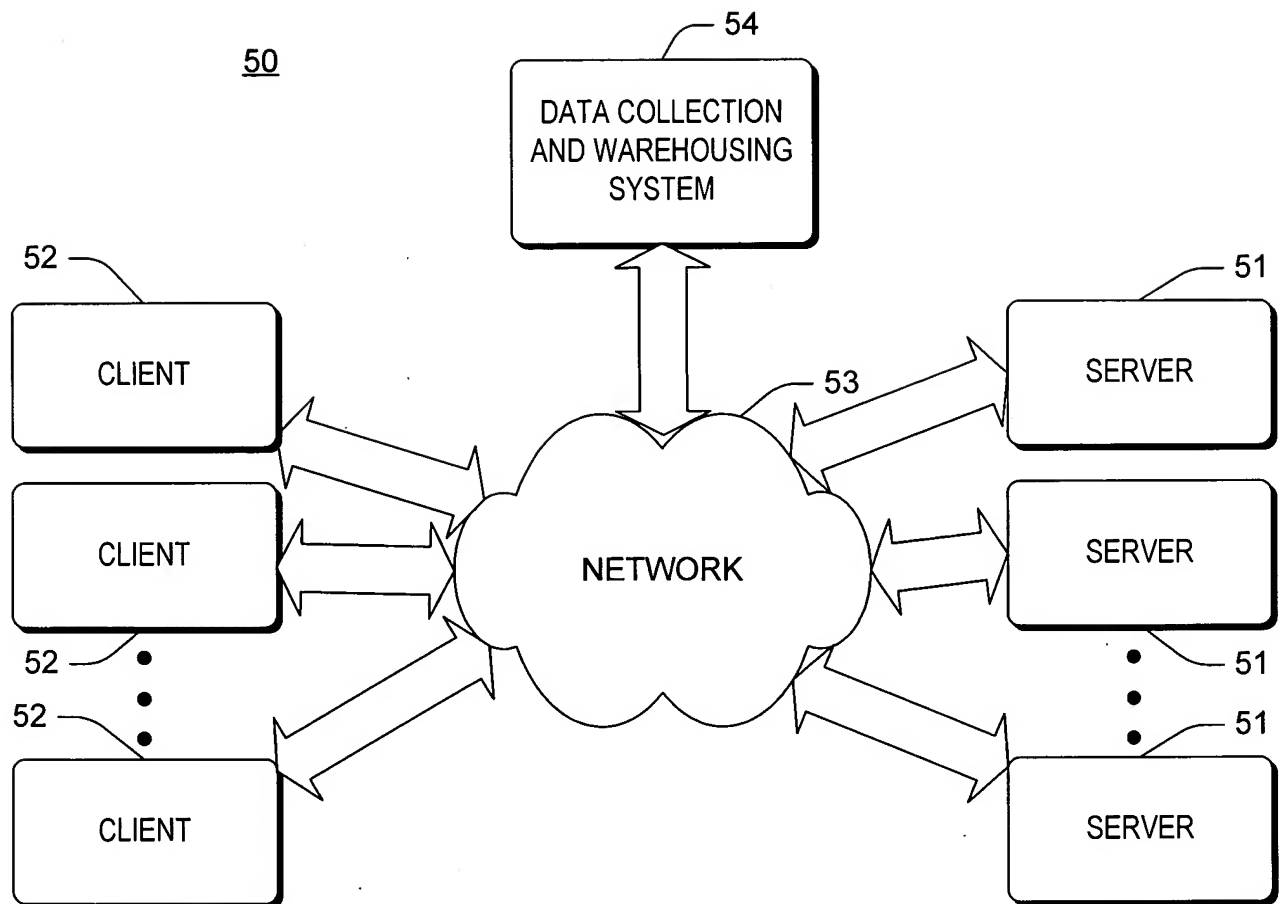 50
54
DATA COLLECTION
AND WAREHOUSING
SYSTEM
52
51
CLIENT
SERVER
53
CLIENT
SERVER
NETWORK
52
51
52
51
CLIENT
SERVER